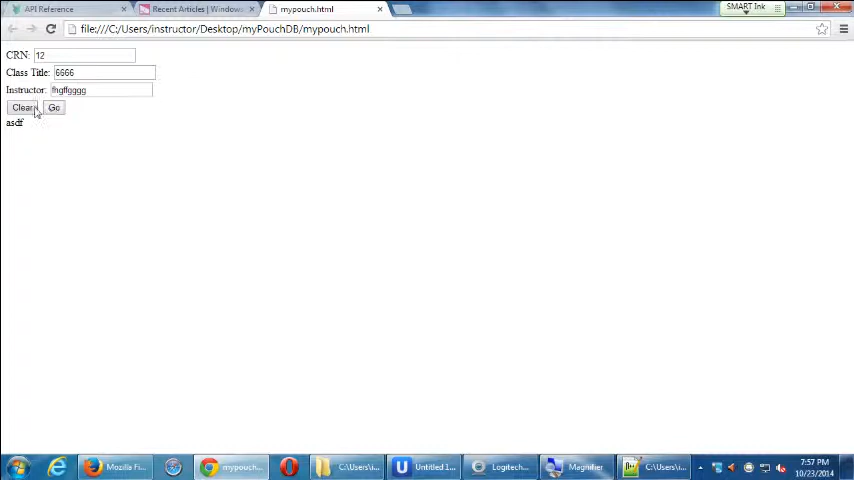 SMART Ink
API Reference
Recent Articles | Windows
mypouch.html
file:///C:/Users/instructor/Desktop/myPouchDB/mypouch.html
CRN: 12
Class Title: 6666
Instructor: fhgffgggg
Clear Go
asdf
Mozilla Fi... mypouch... C:\Users\i... Untitled 1... Logitech... Magnifier C:\Users\i...
7:57 PM
10/23/2014